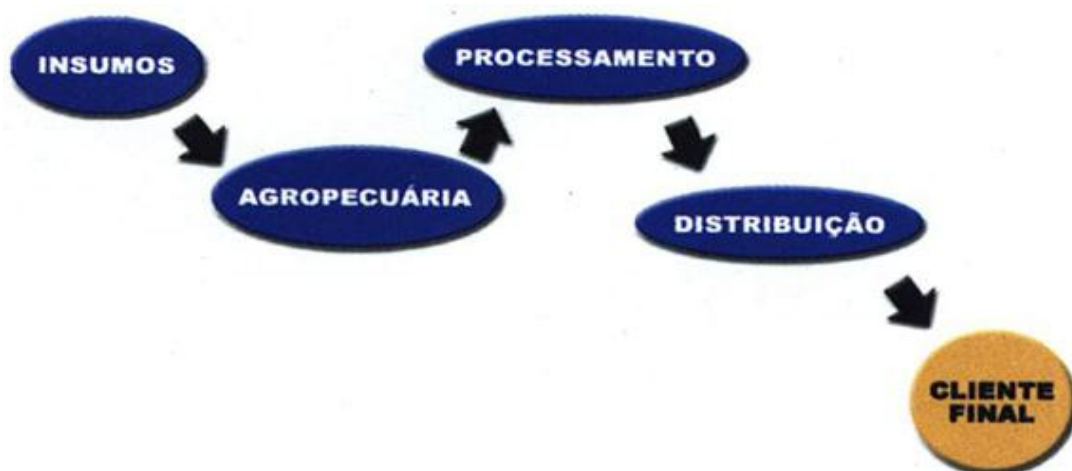 INSUMOS
PROCESSAMENTO
AGROPECUÁRIA
DISTRIBUIÇÃO
CLIENTE
FINAL